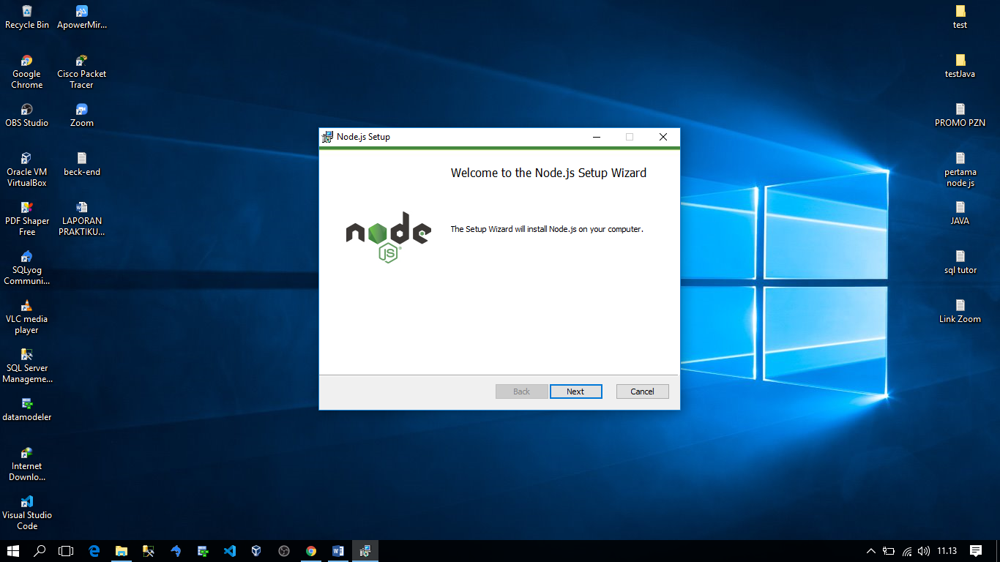 Recycle Bin
ApowerMir...
Google
Chrome
Cisco Packet
Tracer
OBS Studio
Zoom
Oracle VM
VirtualBox
beck-end
PDF Shaper
Free
LAPORAN
PRAKTIKU...
SQLyog
Communi...
VLC media
player
SQL Server
Manageme...
datamodeler
Internet
Downlo...
Visual Studio
Code
Node.js Setup
Welcome to the Node.js Setup Wizard
node
JS
The Setup Wizard will install Node.js on your computer.
Back
Next
Cancel
test
testJava
PROMO PZN
pertama
node js
JAVA
sql tutor
Link Zoom
11.13